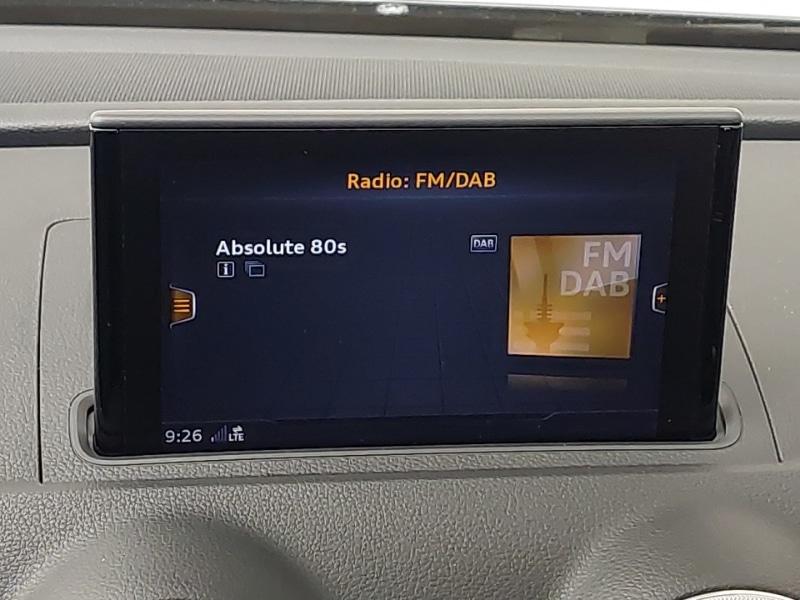 Radio: FM/DAB
Absolute 80s
DAB
i
FM
DAB
9:26 LTE